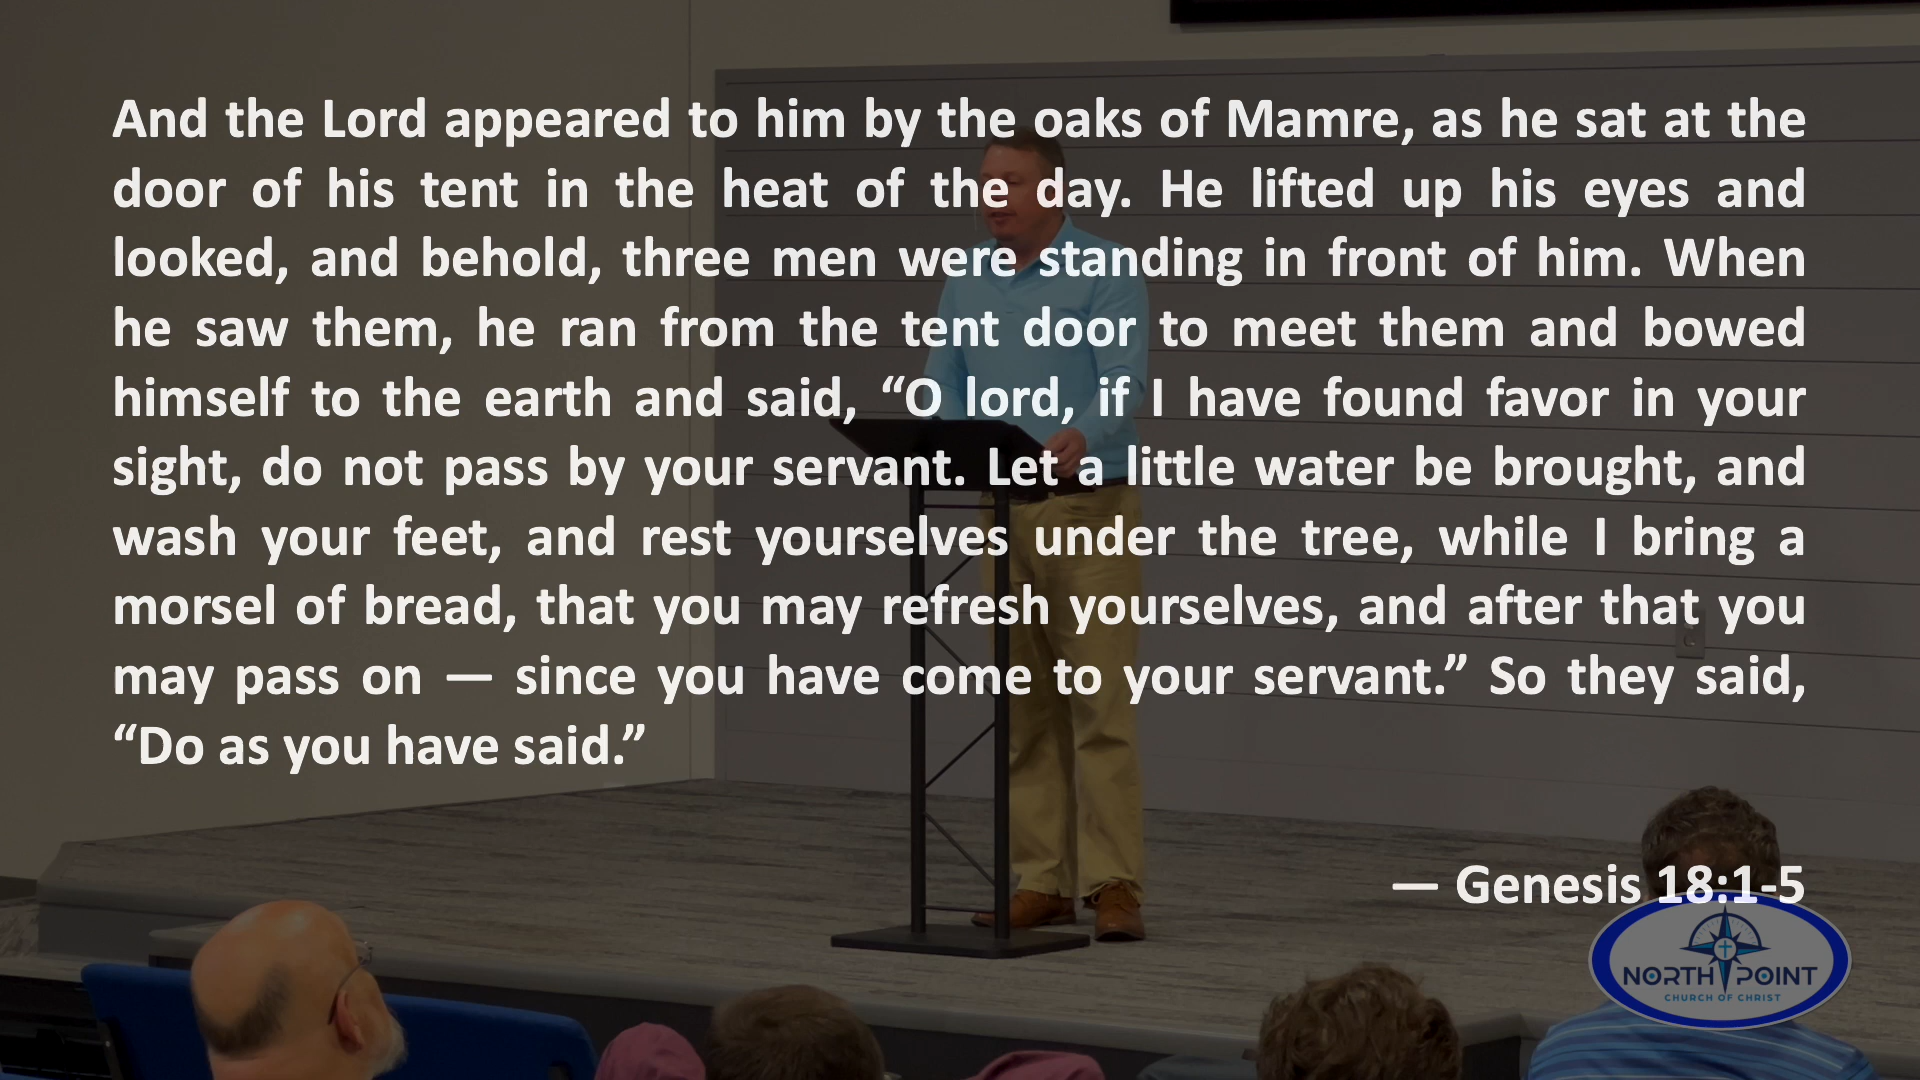 And the Lord appeared to him by the oaks of Mamre, as he sat at the
door of his tent in the heat of the day. He lifted up his eyes and
looked, and behold, three men were standing in front of him. When
he saw them, he ran from the tent door to meet them and bowed
himself to the earth and said, “O lord, if I have found favor in your
sight, do not pass by your servant. Let a little water be brought, and
wash your feet, and rest yourselves under the tree, while I bring a
morsel of bread, that you may refresh yourselves, and after that you
may pass on — since you have come to your servant.” So they said,
“Do as you have said.”
— Genesis 18:1-5
NORTH POINT
CHURCH OF CHRIST